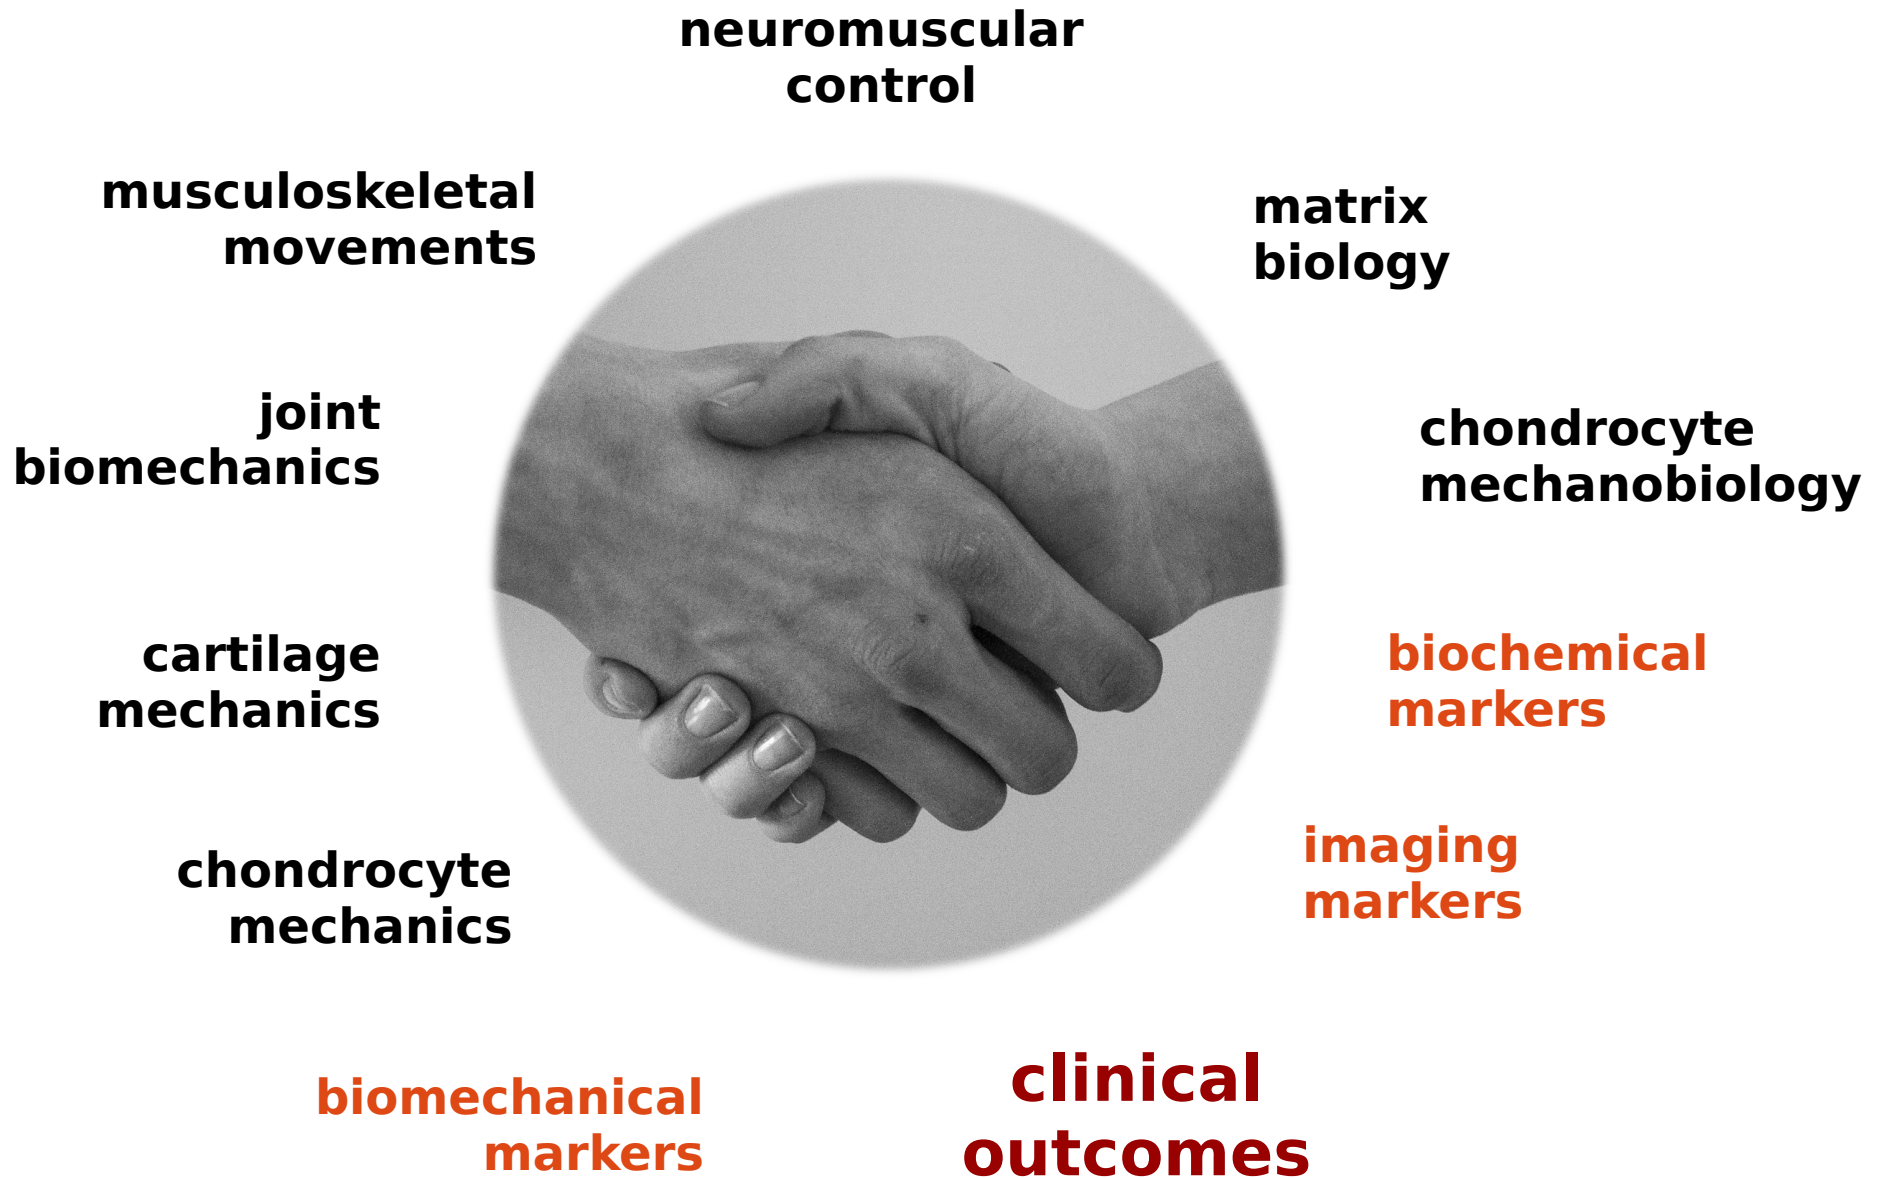 neuromuscular
control
musculoskeletal
movements
matrix
biology
joint
biomechanics
chondrocyte
mechanobiology
cartilage
mechanics
biochemical
markers
chondrocyte
mechanics
imaging
markers
biomechanical
markers
clinical
outcomes